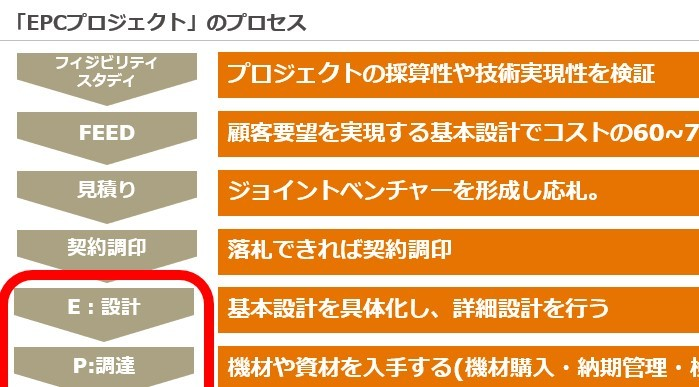 「EPCプロジェクト」のプロセス
フィジビリティ
スタディ
プロジェクトの採算性や技術実現性を検証
FEED
顧客要望を実現する基本設計でコストの60~7
見積り
ジョイントベンチャーを形成し応札。
契約調印
落札できれば契約調印
E：設計
基本設計を具体化し、詳細設計を行う
P:調達
機材や資材を入手する(機材購入・納期管理・